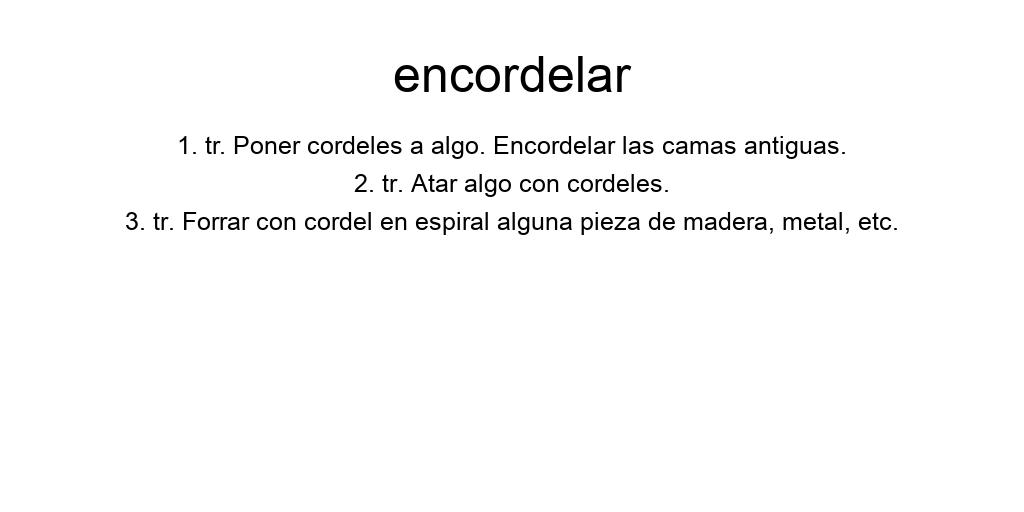 encordelar
1. tr. Poner cordeles a algo. Encordelar las camas antiguas.
2. tr. Atar algo con cordeles.
3. tr. Forrar con cordel en espiral alguna pieza de madera, metal, etc.